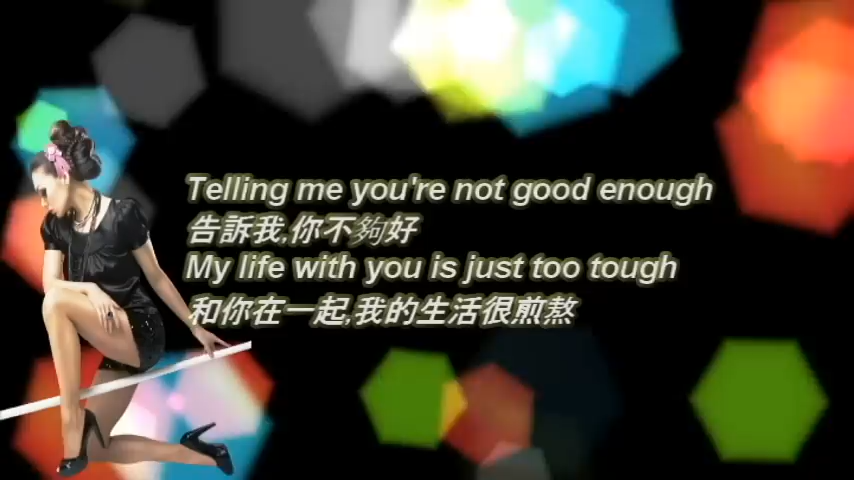 Telling me you're not good enough
告訴我,你不夠好
My life with you is just too tough
和你在一起,我的生活很煎熬